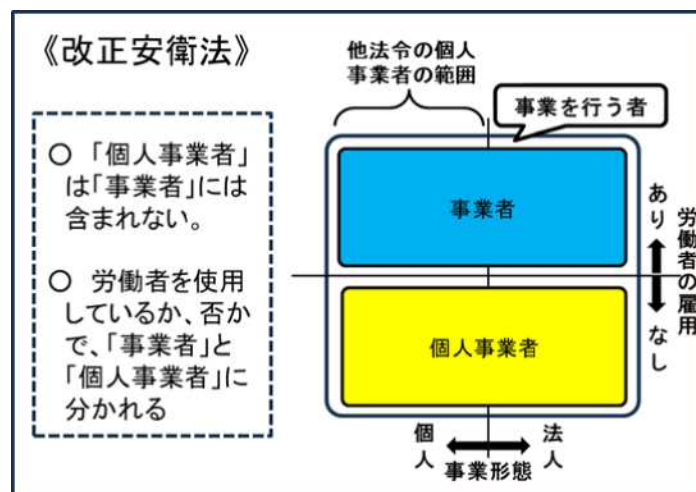 《改正安衛法》
○ 「個人事業者」
は「事業者」には
含まれない。
○ 労働者を使用
しているか、否か
で、「事業者」と
「個人事業者」に
分かれる
他法令の個人
事業者の範囲
事業を行う者
事業者
個人事業者
あり
なし
労働者の雇用
個人
法人
事業形態